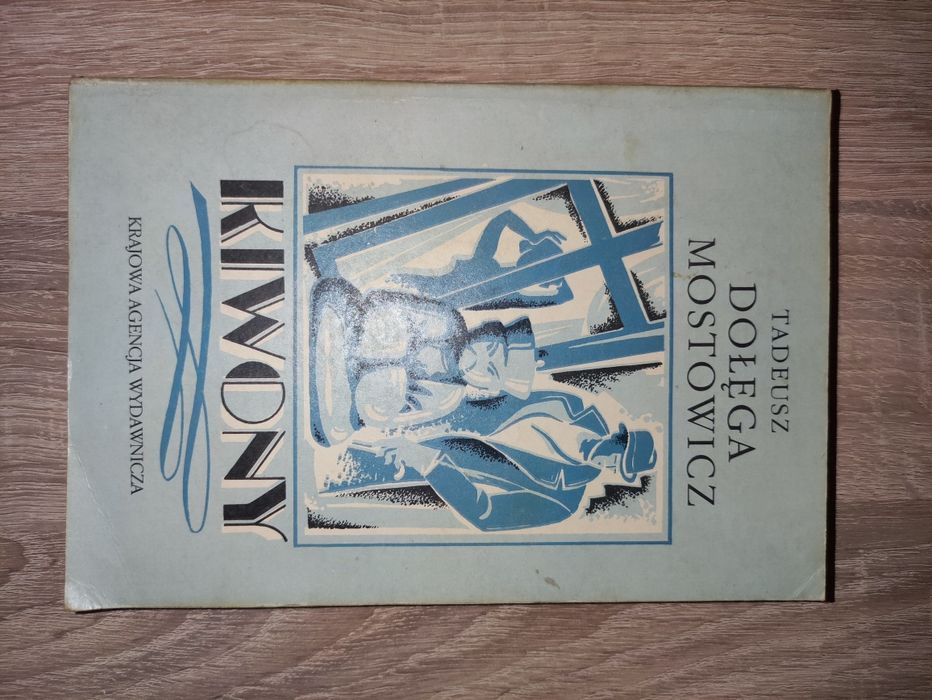 TADEUSZ
DOŁĘGA
MOSTOWICZ
KIWONY
KRAJOWA AGENCJA WYDAWNICZA